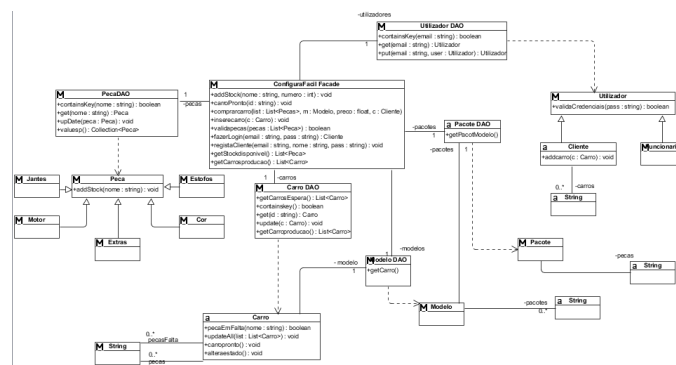 -utilizadores
Utilizador DAO
+containsKey(email : string) : boolean
+get(email : string) : Utilizador
+put(email : string, user : Utilizador) : Utilizador
1
ConfiguraFacil Facade
+addStock(nome : string, numero : int) : void
+carroPronto(id : string) : void
+comprarcarro(list : List<Pecas>, m : Modelo, preco : float, c : Cliente)
+inserecarro(c : Carro) : void
+validapecas(pecas : List<Peca>) : boolean
+fazerLogin(email : string, pass : string) : Cliente
+registaCliente(email : string, nome : string, pass : string) : void
+getStockdisponivel() : List<Peca>
+getCarrosproducao() : List<Carro>
PecaDAO
+containsKey(nome : string) : boolean
+get(nome : string) : Peca
+upDate(peca : Peca) : void
+valuesp() : Collection<Peca>
1
-pecas
Utilizador
+validaCredenciais(pass : string) : boolean
Cliente
+addcarro(c : Carro) : void
Funcionari
0..*
-carros
String
-pacotes
1
Pacote DAO
+getPacotModelo()
-pacotes
1
Jantes
Peca
+addStock(nome : string) : void
Estofos
Motor
Extras
Cor
1
-carros
Carro DAO
+getCarrosEspera() : List<Carro>
+containskey() : boolean
+get(id : string) : Carro
+update(c : Carro) : void
+getCarroproducao() : List<Carro>
-modelos
1
- modelo
1
Modelo DAO
+getCarro()
Pacote
-pecas
String
Modelo
-pacotes
0..*
String
Carro
+pecaEmFalta(nome : string) : boolean
+updateAll(list : List<Carro>) : void
+carropronto() : void
+alteraestado() : void
String
0..*
pecasFalta
0..*
pecas